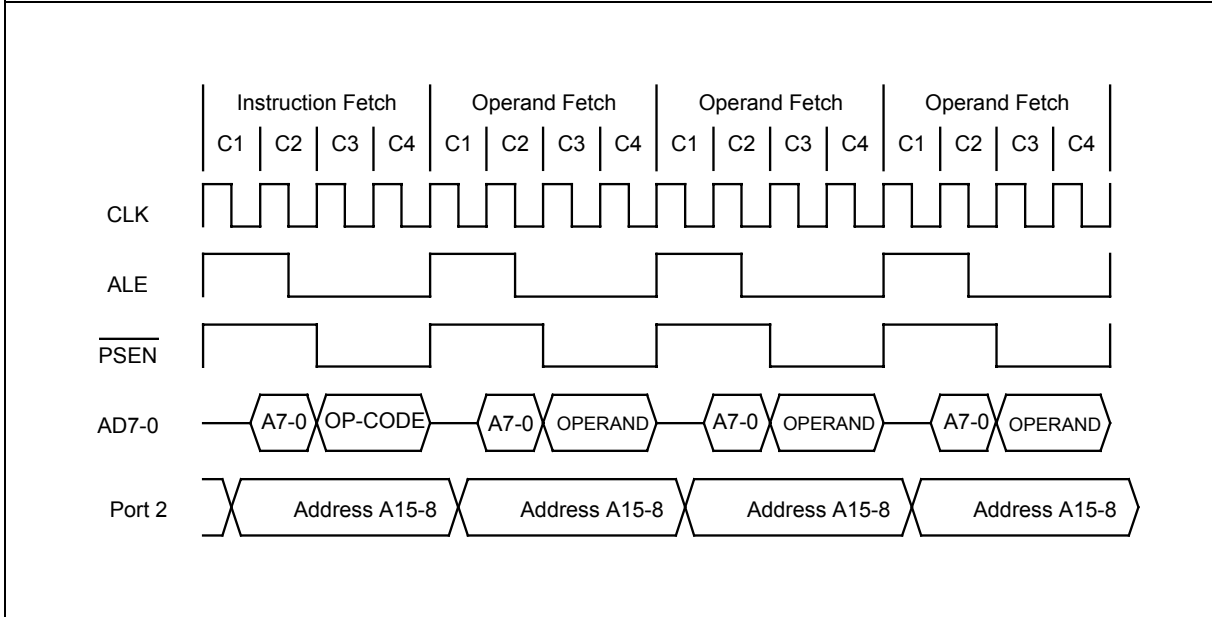 Instruction Fetch Operand Fetch Operand Fetch Operand Fetch
C1 C2 C3 C4 C1 C2 C3 C4 C1 C2 C3 C4 C1 C2 C3 C4
CLK
ALE
PSEN
AD7-0 A7-0 OP-CODE A7-0 OPERAND A7-0 OPERAND A7-0 OPERAND
Port 2 Address A15-8 Address A15-8 Address A15-8 Address A15-8